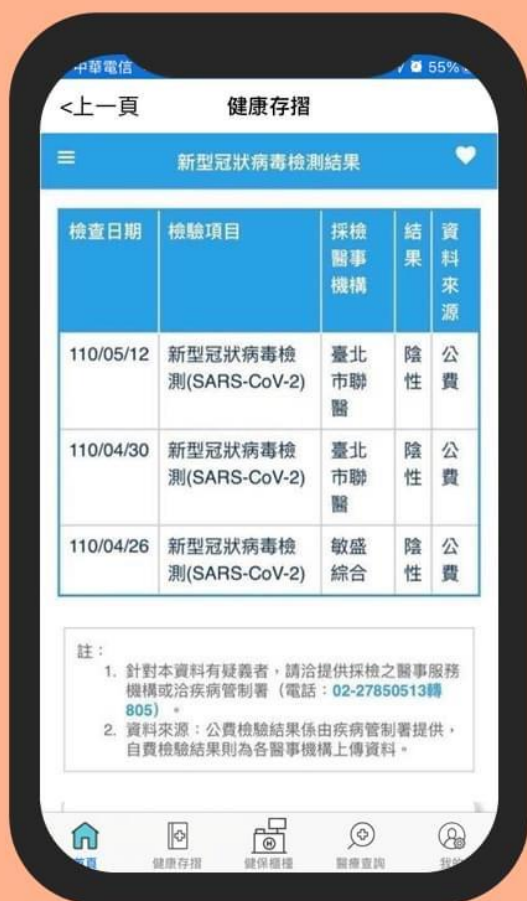 中華電信 55%
<上一頁 健康存摺
新型冠狀病毒檢測結果
檢查日期 檢驗項目 採檢醫事機構 結果 資料來源
110/05/12 新型冠狀病毒檢測(SARS-CoV-2) 臺北市聯醫 陰性 公費
110/04/30 新型冠狀病毒檢測(SARS-CoV-2) 臺北市聯醫 陰性 公費
110/04/26 新型冠狀病毒檢測(SARS-CoV-2) 敏盛綜合 陰性 公費
註：
1. 針對本資料有疑義者，請洽提供採檢之醫事服務
機構或洽疾病管制署（電話：02-27850513轉
805）。
2. 資料來源：公費檢驗結果係由疾病管制署提供，
自費檢驗結果則為各醫事機構上傳資料。
首頁 健康存摺 健保櫃檯 醫療查詢 我的